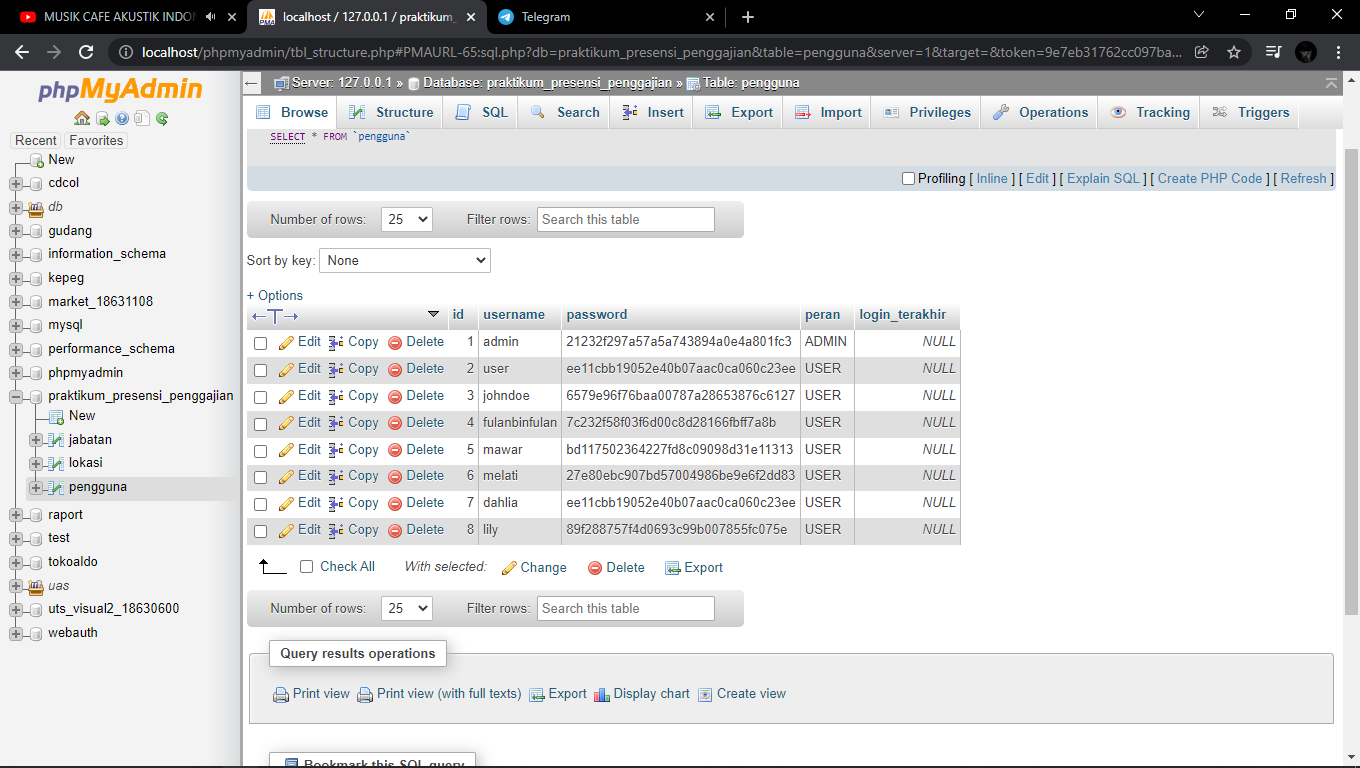 MUSIK CAFE AKUSTIK INDON
localhost / 127.0.0.1 / praktikum_
Telegram
localhost/phpmyadmin/tbl_structure.php#PMAURL-65:sql.php?db=praktikum_presensi_penggajian&table=pengguna&server=1&target=&token=9e7eb31762cc097ba...
phpMyAdmin
Recent Favorites
New
cdcol
db
gudang
information_schema
kepeg
market_18631108
mysql
performance_schema
phpmyadmin
praktikum_presensi_penggajian
New
jabatan
lokasi
pengguna
raport
test
tokoaldo
uas
uts_visual2_18630600
webauth
Server: 127.0.0.1 » Database: praktikum_presensi_penggajian » Table: pengguna
Browse Structure SQL Search Insert Export Import Privileges Operations Tracking Triggers
SELECT * FROM `pengguna`
Profiling [ Inline ] [ Edit ] [ Explain SQL ] [ Create PHP Code ] [ Refresh ]
Number of rows: 25 Filter rows: Search this table
Sort by key: None
+ Options
id username password peran login_terakhir
Edit Copy Delete 1 admin 21232f297a57a5a743894a0e4a801fc3 ADMIN NULL
Edit Copy Delete 2 user ee11cbb19052e40b07aac0ca060c23ee USER NULL
Edit Copy Delete 3 johndoe 6579e96f76baa00787a28653876c6127 USER NULL
Edit Copy Delete 4 fulanbinfulan 7c232f58f03f6d00c8d28166fbff7a8b USER NULL
Edit Copy Delete 5 mawar bd117502364227fd8c09098d31e11313 USER NULL
Edit Copy Delete 6 melati 27e80ebc907bd57004986be9e6f2dd83 USER NULL
Edit Copy Delete 7 dahlia ee11cbb19052e40b07aac0ca060c23ee USER NULL
Edit Copy Delete 8 lily 89f288757f4d0693c99b007855fc075e USER NULL
Check All With selected: Change Delete Export
Number of rows: 25 Filter rows: Search this table
Query results operations
Print view Print view (with full texts) Export Display chart Create view
Bookmark this SQL query